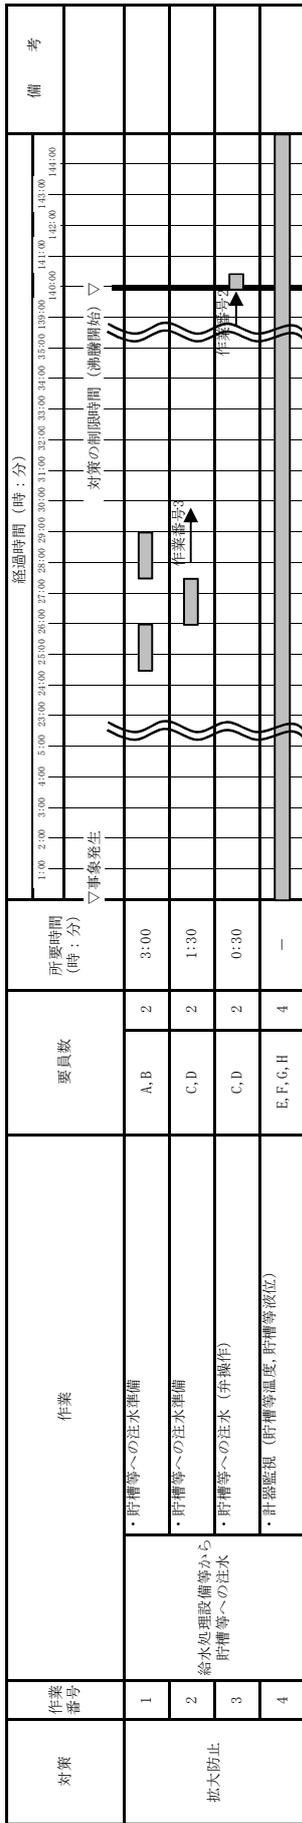 対策
作業
番号
作業
要員数
所要時間
(時：分)
経過時間（時：分）
備　考
1:00 2:00 3:00 4:00 5:00 23:00 24:00 25:00 26:00 27:00 28:00 29:00 30:00 31:00 32:00 33:00 34:00 35:00 139:00 140:00 141:00 142:00 143:00 144:00
▽事象発生
対策の制限時間（沸騰開始）▽
拡大防止
給水処理設備等から
貯槽等への注水
1
・貯槽等への注水準備
A,B
2
3:00
2
・貯槽等への注水準備
C,D
2
1:30
作業番号3
3
・貯槽等への注水（弁操作）
C,D
2
0:30
作業番号2
4
・計器監視（貯槽等温度,貯槽等液位）
E,F,G,H
4
－